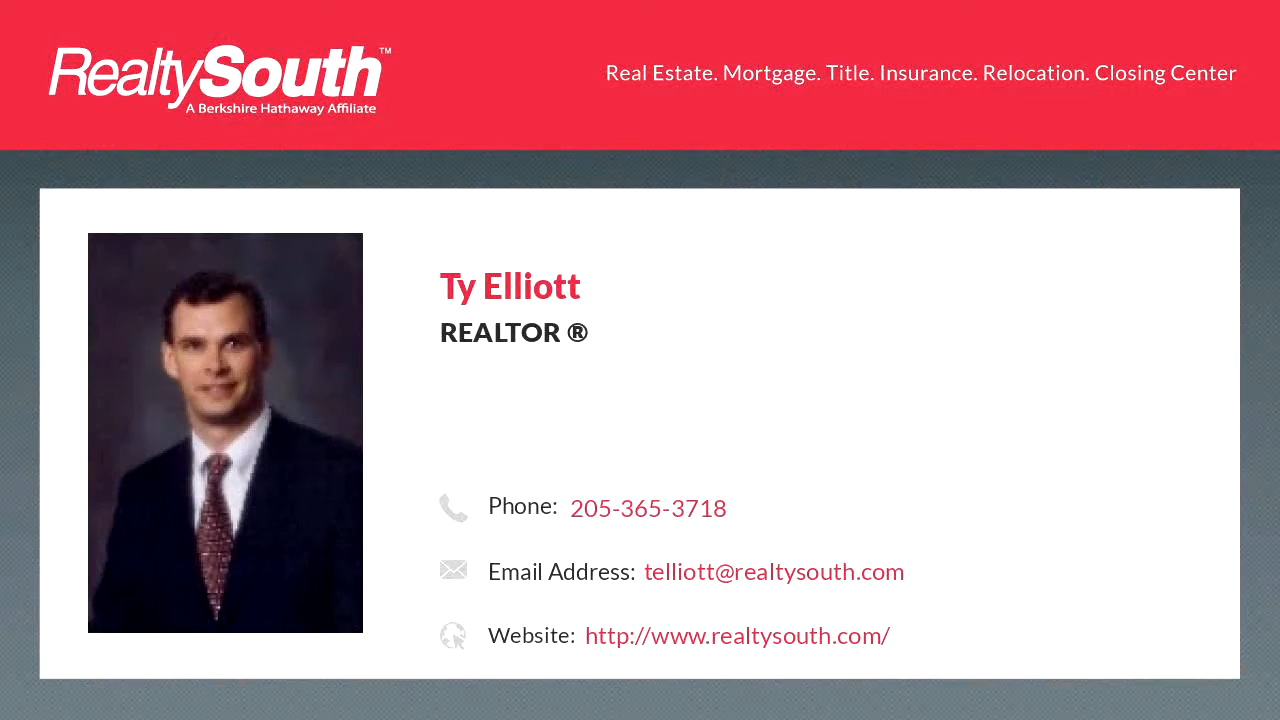 RealtySouth™
A Berkshire Hathaway Affiliate
Real Estate. Mortgage. Title. Insurance. Relocation. Closing Center
Ty Elliott
REALTOR ®
Phone: 205-365-3718
Email Address: telliott@realtysouth.com
Website: http://www.realtysouth.com/